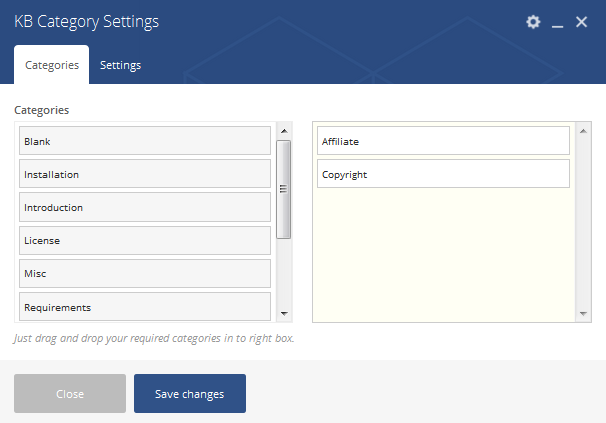 KB Category Settings
Categories
Settings
Categories
Blank
Installation
Introduction
License
Misc
Requirements
Affiliate
Copyright
Just drag and drop your required categories in to right box.
Close
Save changes